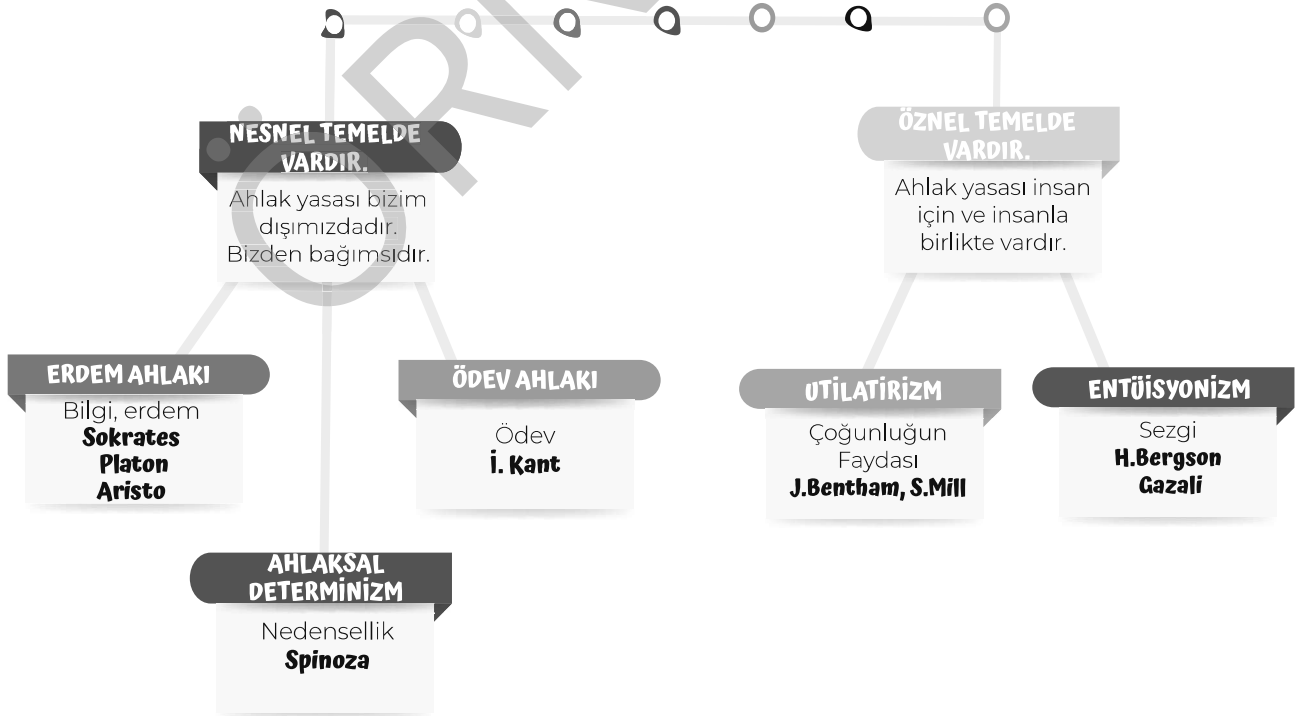 NESNEL TEMELDE
VARDIR.
Ahlak yasası bizim
dışımızdadır.
Bizden bağımsıdır.
ÖZNEL TEMELDE
VARDIR.
Ahlak yasası insan
için ve insanla
birlikte vardır.
ERDEM AHLAKI
Bilgi, erdem
Sokrates
Platon
Aristo
ÖDEV AHLAKI
Ödev
İ. Kant
UTİLATİRİZM
Çoğunluğun
Faydası
J.Bentham, S.Mill
ENTÜİSYONİZM
Sezgi
H.Bergson
Gazali
AHLAKSAL
DETERMİNİZM
Nedensellik
Spinoza